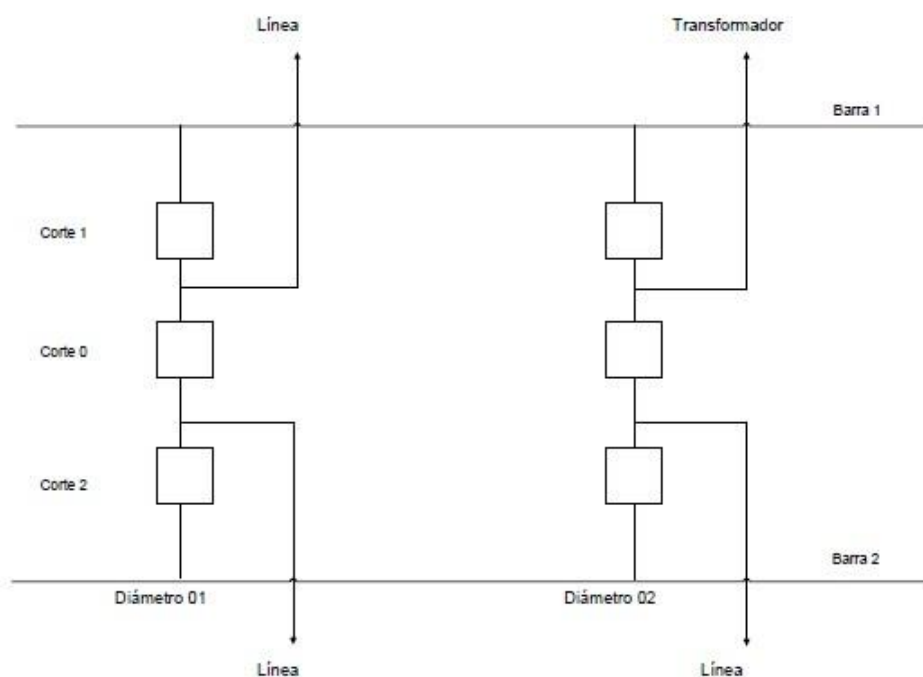 Línea
Transformador
Barra 1
Corte 1
Corte 0
Corte 2
Barra 2
Diámetro 01
Diámetro 02
Línea
Línea